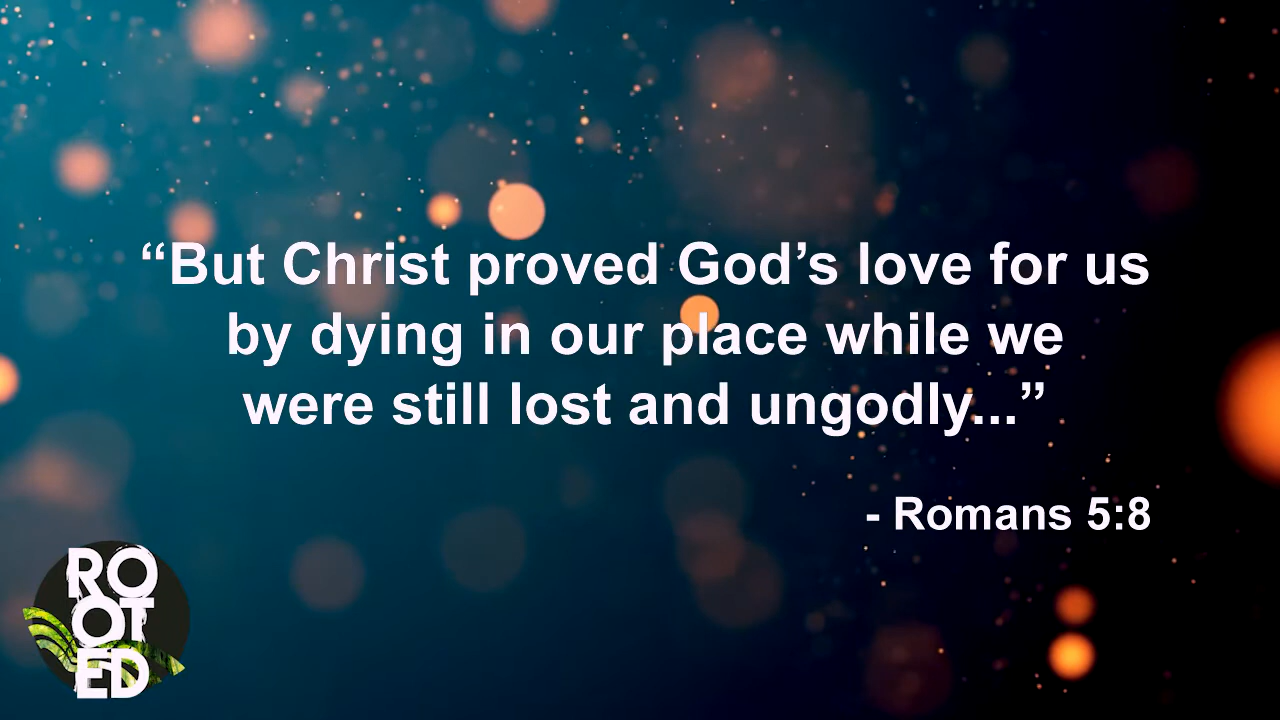 “But Christ proved God’s love for us
by dying in our place while we
were still lost and ungodly...”
- Romans 5:8
RO
OT
ED